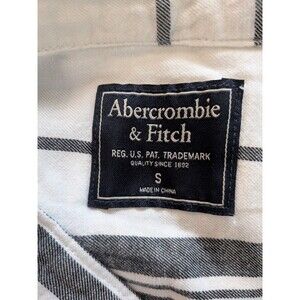 Abercrombie
& Fitch
REG. U.S. PAT. TRADEMARK
QUALITY SINCE 1892
S
MADE IN CHINA